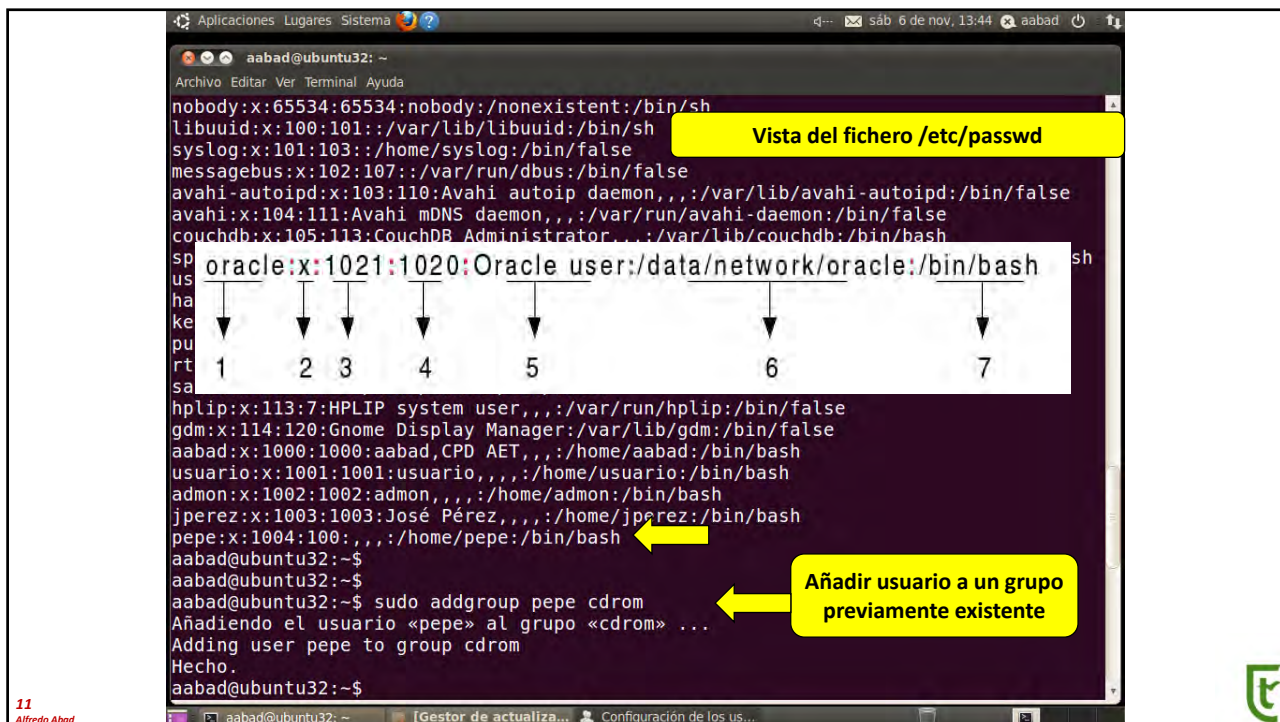 Aplicaciones Lugares Sistema
sáb 6 de nov, 13:44 aabad
aabad@ubuntu32: ~
Archivo Editar Ver Terminal Ayuda
nobody:x:65534:65534:nobody:/nonexistent:/bin/sh
libuuid:x:100:101::/var/lib/libuuid:/bin/sh
Vista del fichero /etc/passwd
syslog:x:101:103::/home/syslog:/bin/false
messagebus:x:102:107::/var/run/dbus:/bin/false
avahi-autoipd:x:103:110:Avahi autoip daemon,,,:/var/lib/avahi-autoipd:/bin/false
avahi:x:104:111:Avahi mDNS daemon,,,:/var/run/avahi-daemon:/bin/false
couchdb:x:105:113:CouchDB Administrator,,,:/var/lib/couchdb:/bin/bash
sp
sh
us
ha
ke
pu
rt
sa
oracle:x:1021:1020:Oracle user:/data/network/oracle:/bin/bash
1 2 3 4 5 6 7
hplip:x:113:7:HPLIP system user,,,:/var/run/hplip:/bin/false
gdm:x:114:120:Gnome Display Manager:/var/lib/gdm:/bin/false
aabad:x:1000:1000:aabad,CPD AET,,,:/home/aabad:/bin/bash
usuario:x:1001:1001:usuario,,,,:/home/usuario:/bin/bash
admon:x:1002:1002:admon,,,,:/home/admon:/bin/bash
jperez:x:1003:1003:José Pérez,,,,:/home/jperez:/bin/bash
pepe:x:1004:100:,,,:/home/pepe:/bin/bash
aabad@ubuntu32:~$
aabad@ubuntu32:~$
aabad@ubuntu32:~$ sudo addgroup pepe cdrom
Añadir usuario a un grupo
previamente existente
Añadiendo el usuario «pepe» al grupo «cdrom» ...
Adding user pepe to group cdrom
Hecho.
aabad@ubuntu32:~$
aabad@ubuntu32: ~
[Gestor de actualiza...
Configuración de los us...
11
Alfredo Abad